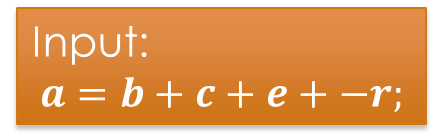 Input:
a = b + c + e + −r;